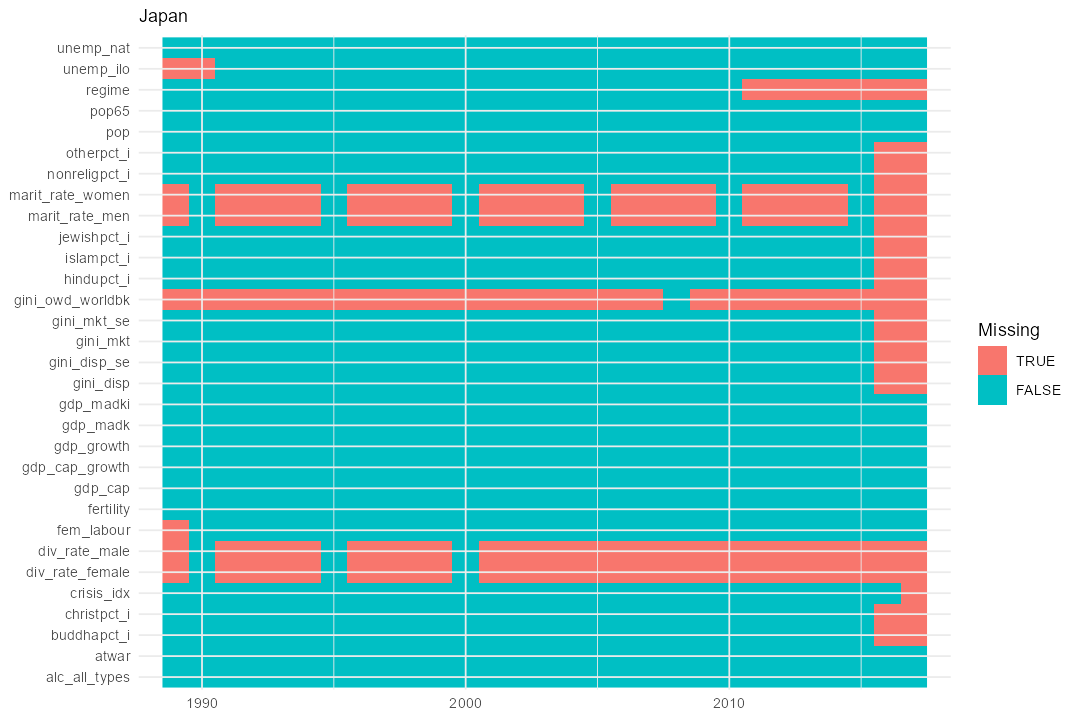 Japan
unemp_nat
unemp_ilo
regime
pop65
pop
otherpct_i
nonreligpct_i
marit_rate_women
marit_rate_men
jewishpct_i
islampct_i
hindupct_i
gini_owd_worldbk
gini_mkt_se
gini_mkt
gini_disp_se
gini_disp
gdp_madki
gdp_madk
gdp_growth
gdp_cap_growth
gdp_cap
fertility
fem_labour
div_rate_male
div_rate_female
crisis_idx
christpct_i
buddhapct_i
atwar
alc_all_types
1990 2000 2010
Missing
TRUE
FALSE